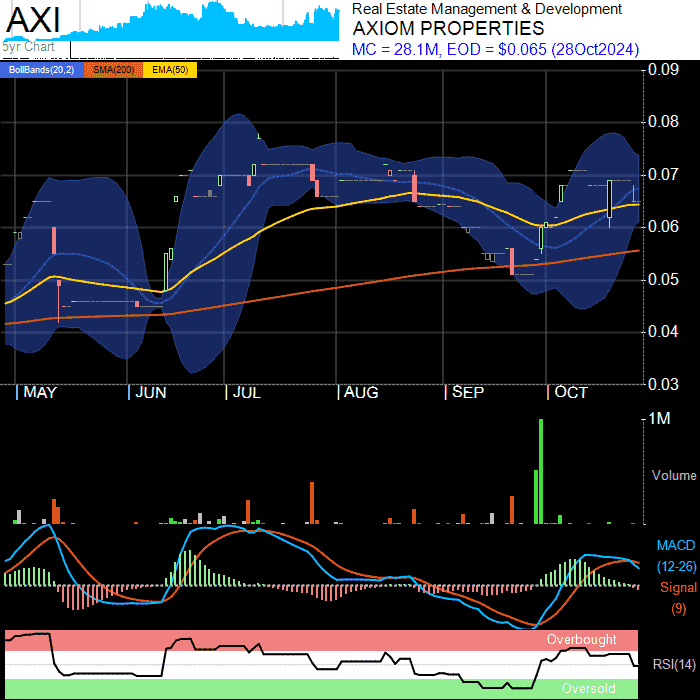 AXI
Real Estate Management & Development
AXIOM PROPERTIES
MC = 28.1M, EOD = $0.065 (28Oct2024)
5yr Chart
BollBands(20,2) SMA(200) EMA(50)
0.09
0.08
0.07
0.06
0.05
0.04
0.03
MAY JUN JUL AUG SEP OCT
1M
Volume
MACD
(12-26)
Signal
(9)
Overbought
RSI(14)
Oversold